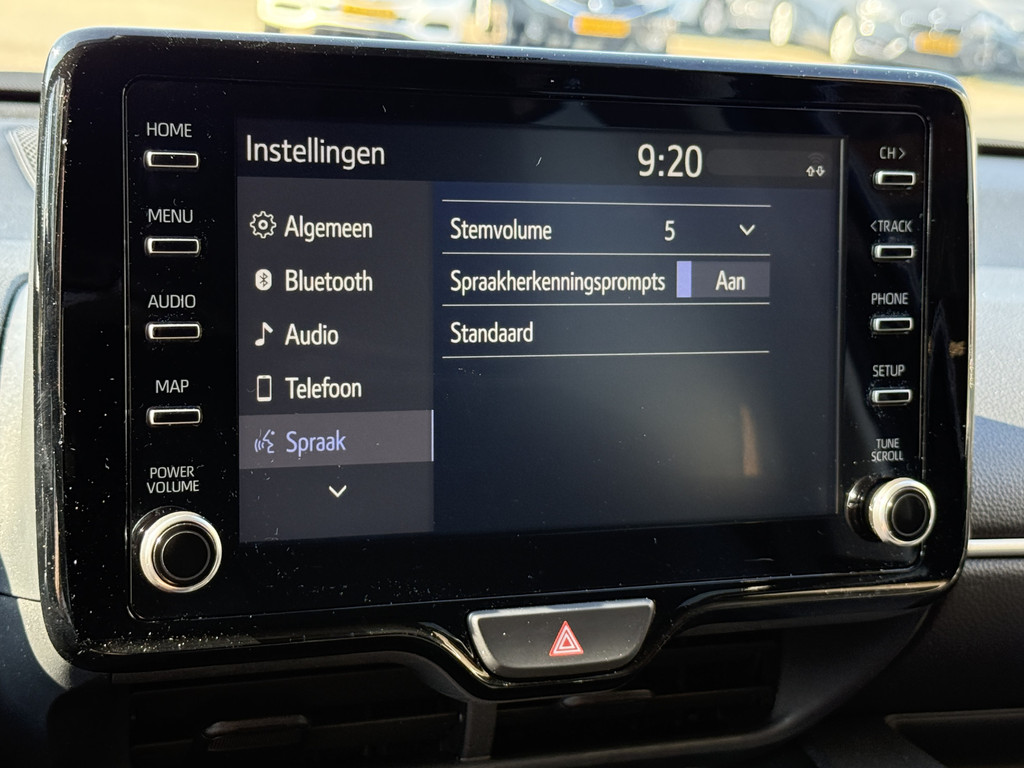 HOME
MENU
AUDIO
MAP
POWER
VOLUME
Instellingen
9:20
Algemeen
Bluetooth
Audio
Telefoon
Spraak
Stemvolume 5
Spraakherkenningsprompts Aan
Standaard
CH >
< TRACK
PHONE
SETUP
TUNE
SCROLL